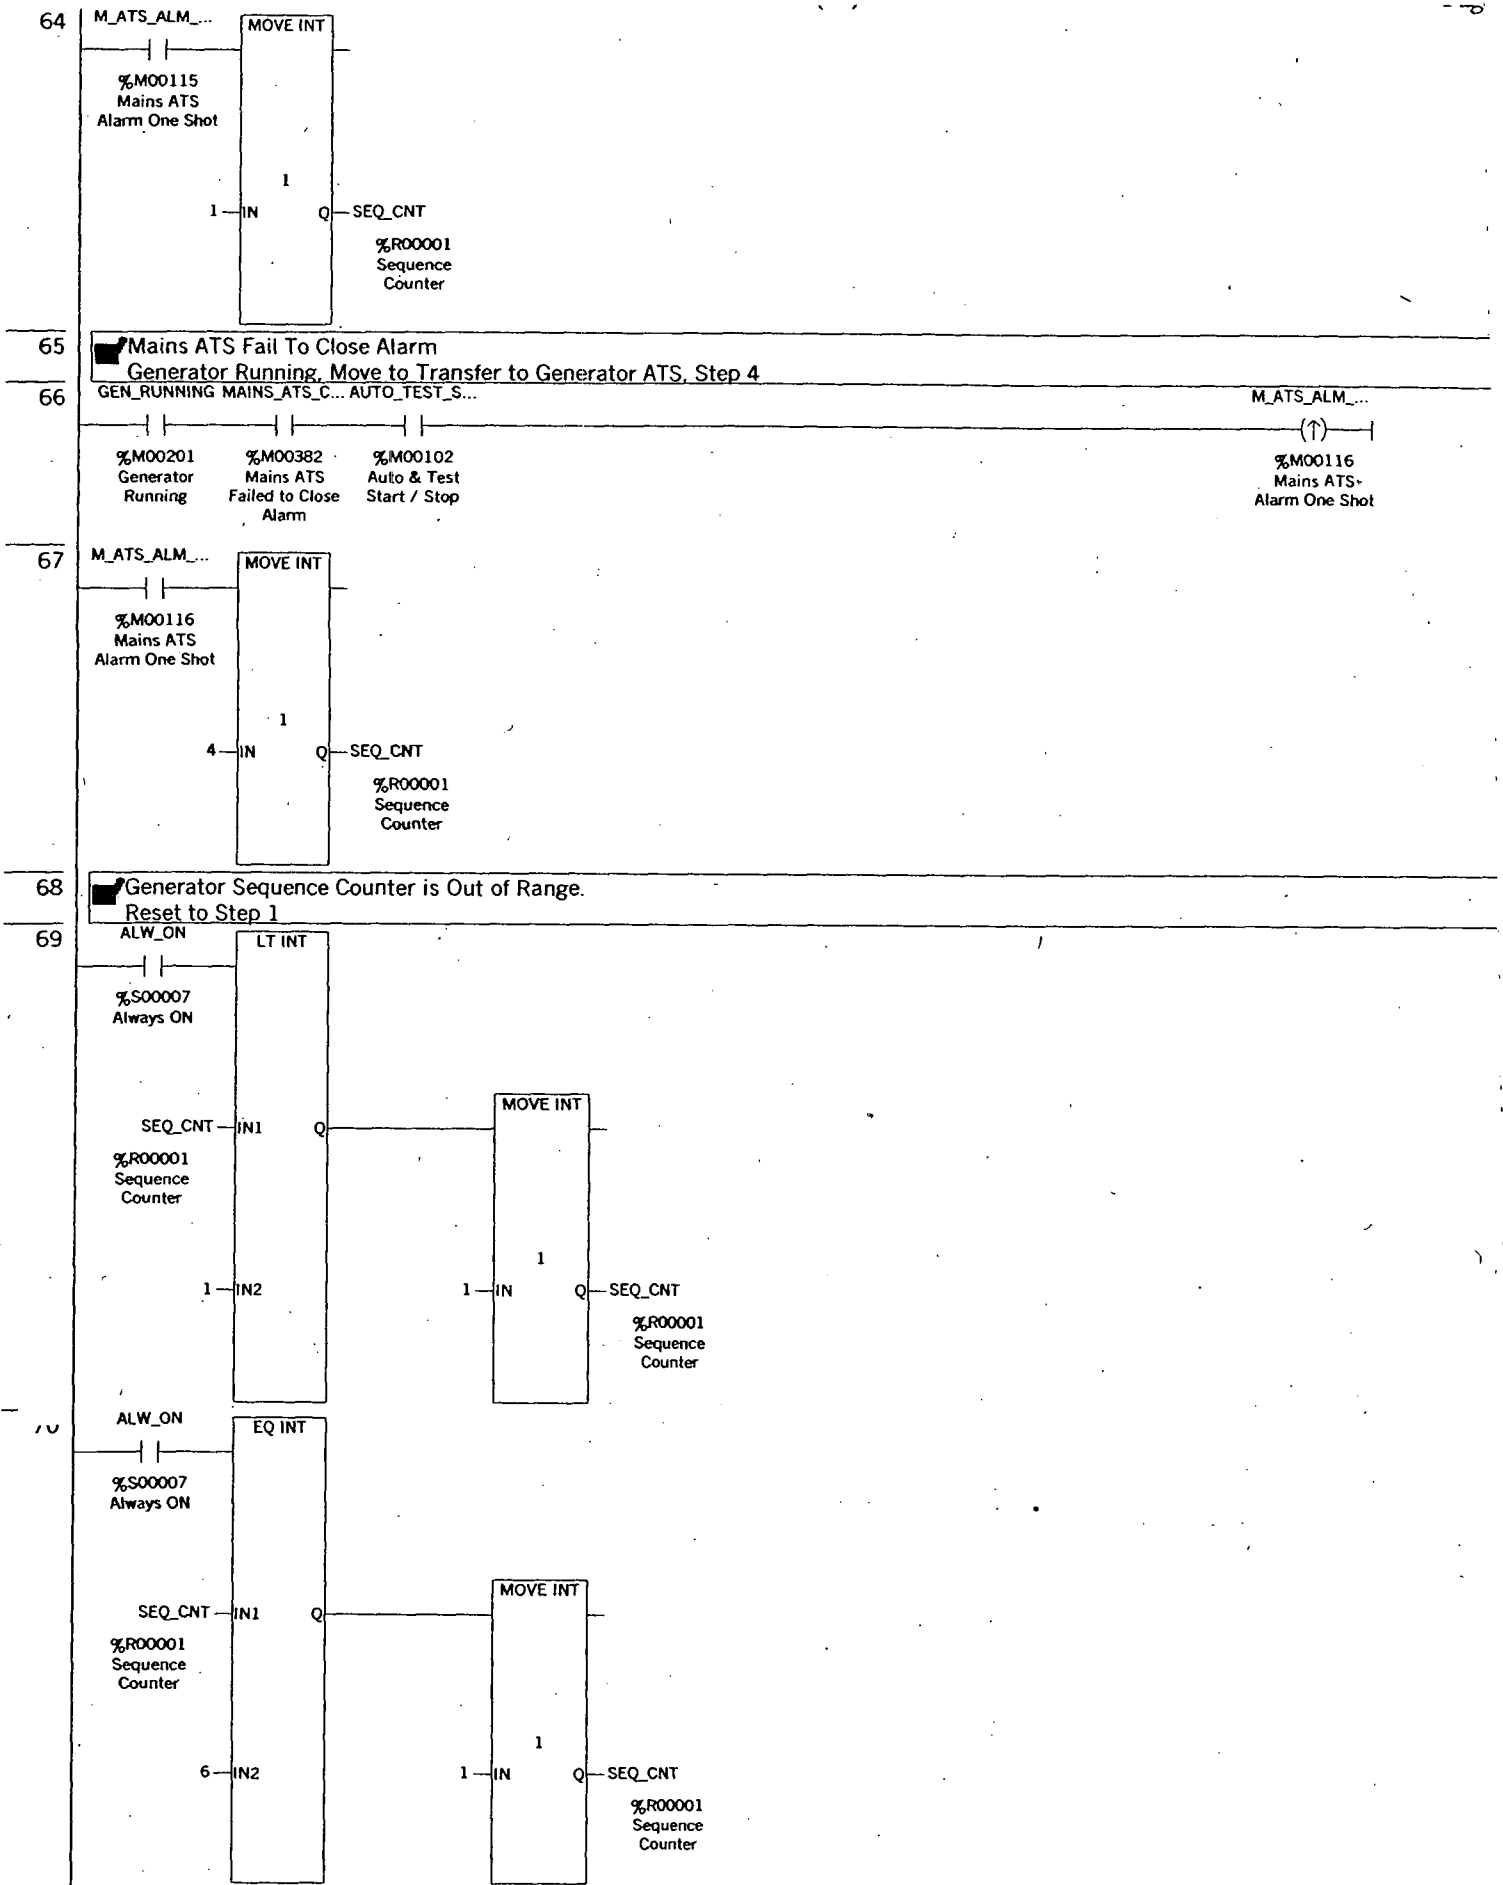 64
M_ATS_ALM_...
MOVE INT
%M00115
Mains ATS
Alarm One Shot
1
1
IN
Q
SEQ_CNT
%R00001
Sequence
Counter
65
Mains ATS Fail To Close Alarm
Generator Running, Move to Transfer to Generator ATS, Step 4
66
GEN_RUNNING MAINS_ATS_C... AUTO_TEST_S...
M_ATS_ALM_...
(↑)
%M00201
Generator
Running
%M00382
Mains ATS
Failed to Close
Alarm
%M00102
Auto & Test
Start / Stop
%M00116
Mains ATS
Alarm One Shot
67
M_ATS_ALM_...
MOVE INT
%M00116
Mains ATS
Alarm One Shot
1
4
IN
Q
SEQ_CNT
%R00001
Sequence
Counter
68
Generator Sequence Counter is Out of Range.
Reset to Step 1
69
ALW_ON
LT INT
%S00007
Always ON
MOVE INT
SEQ_CNT
IN1
Q
%R00001
Sequence
Counter
1
1
IN2
1
IN
Q
SEQ_CNT
%R00001
Sequence
Counter
ALW_ON
EQ INT
%S00007
Always ON
MOVE INT
SEQ_CNT
IN1
Q
%R00001
Sequence
Counter
1
6
IN2
1
IN
Q
SEQ_CNT
%R00001
Sequence
Counter